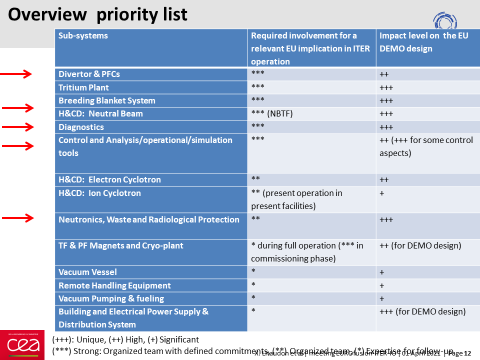 Overview priority list
Sub-systems
Required involvement for a
relevant EU implication in ITER
operation
Impact level on the EU
DEMO design
Divertor & PFCs
***
++
Tritium Plant
***
+++
Breeding Blanket System
***
+++
H&CD: Neutral Beam
*** (NBTF)
+++
Diagnostics
***
+++
Control and Analysis/operational/simulation
tools
***
++ (+++ for some control
aspects)
H&CD: Electron Cyclotron
**
++
H&CD: Ion Cyclotron
** (present operation in
present facilities)
+
Neutronics, Waste and Radiological Protection
**
+++
TF & PF Magnets and Cryo-plant
* during full operation (*** in
commissioning phase)
++ (for DEMO design)
Vacuum Vessel
*
+
Remote Handling Equipment
*
+
Vacuum Pumping & fueling
*
+
Building and Electrical Power Supply &
Distribution System
*
+++ (for DEMO design)
(+++): Unique, (++) High, (+) Significant
(***) Strong: Organized team with defined commitments, (**) Organized team, (*) Expertise for follow
cea
Page 12